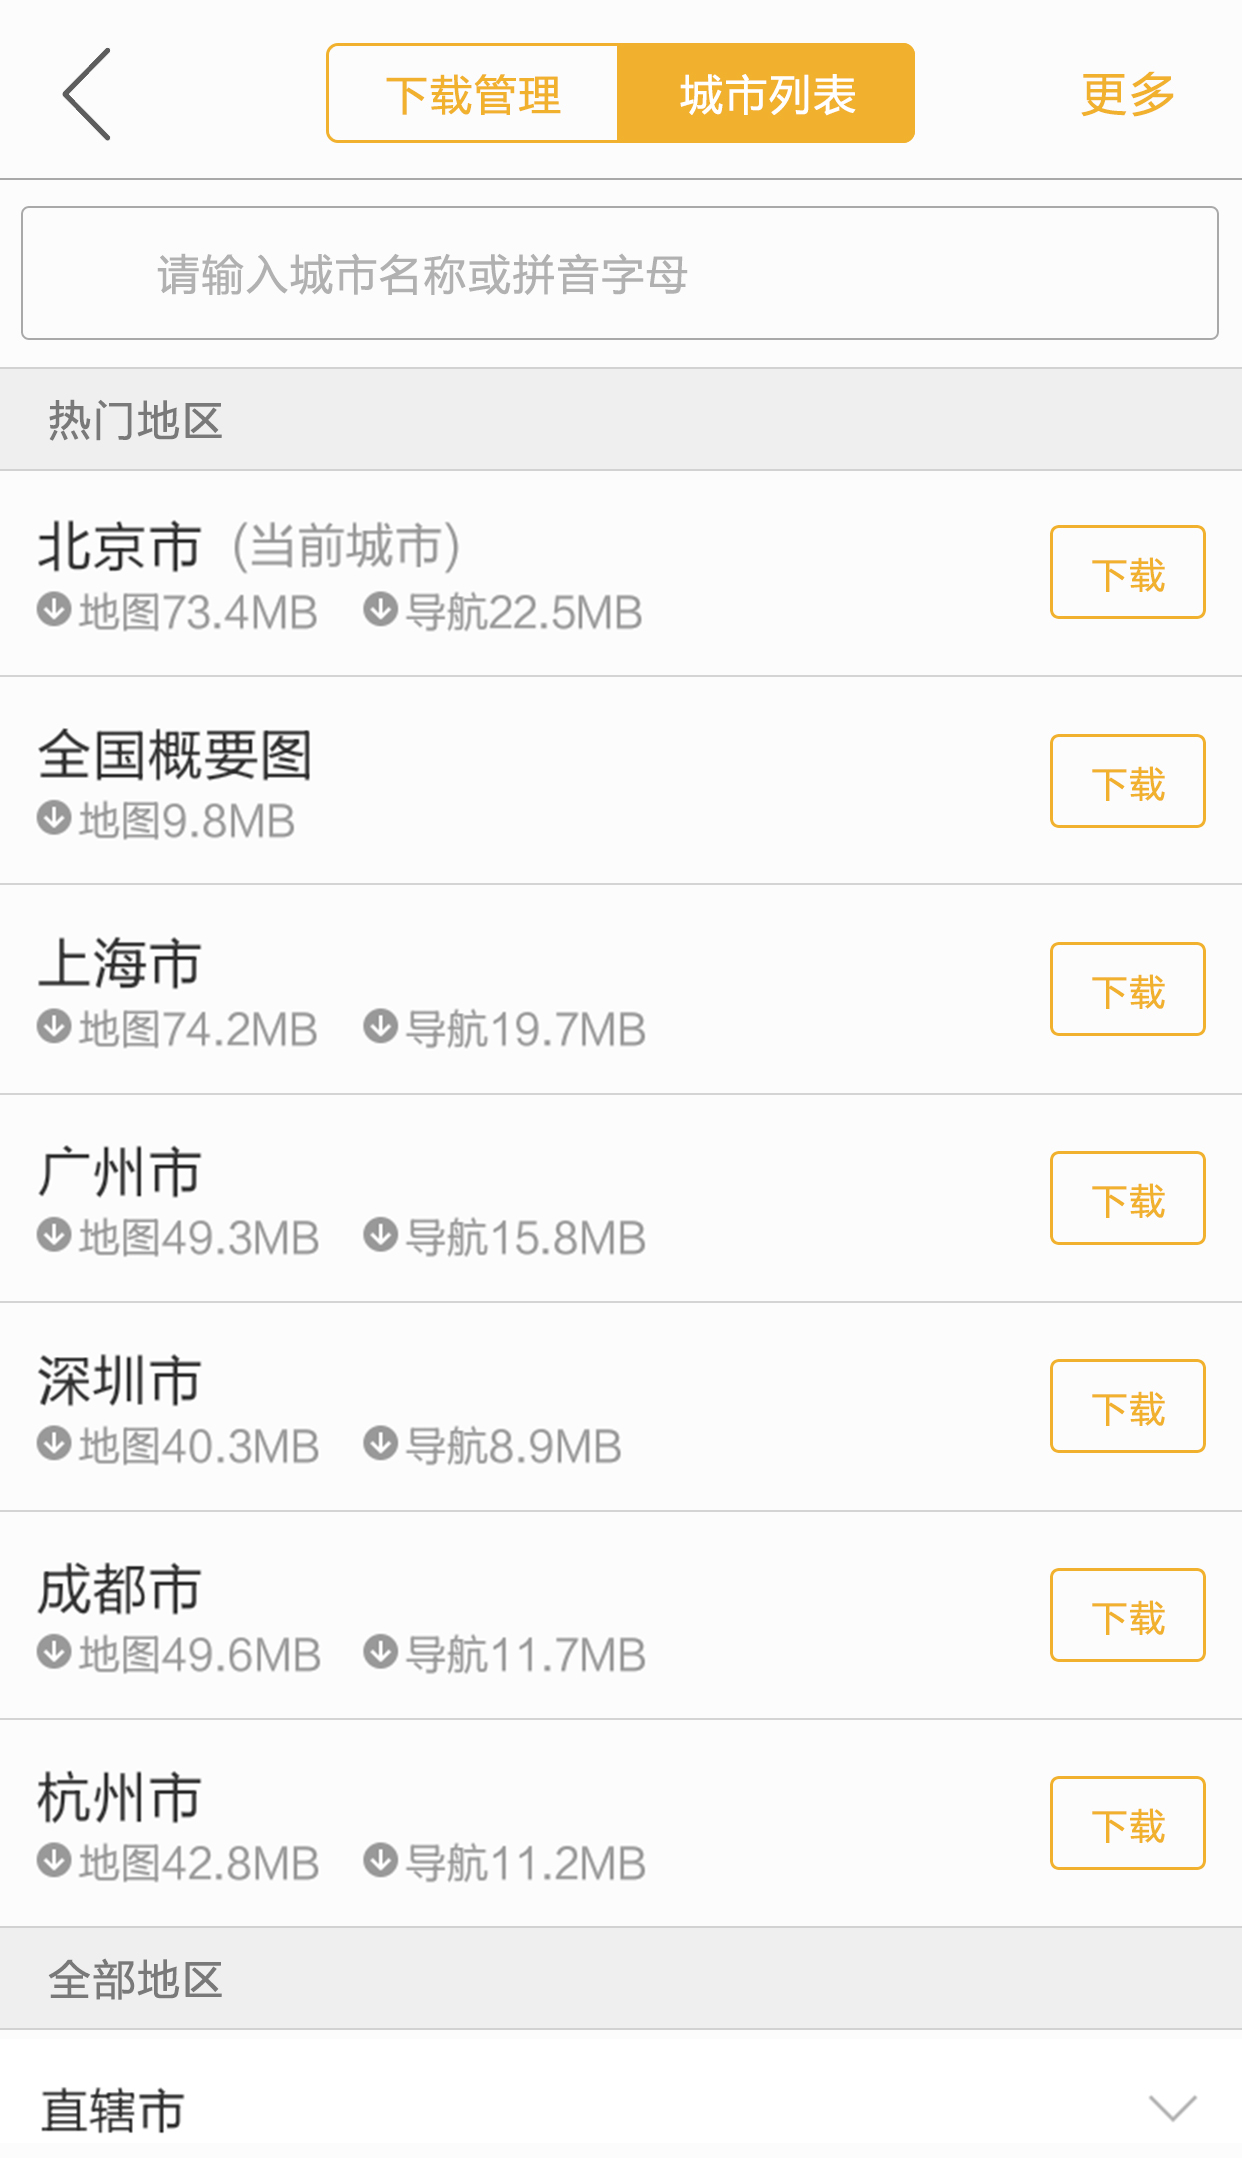 下载管理 城市列表 更多
请输入城市名称或拼音字母
热门地区
北京市 (当前城市)
地图73.4MB 导航22.5MB
下载
全国概要图
地图9.8MB
下载
上海市
地图74.2MB 导航19.7MB
下载
广州市
地图49.3MB 导航15.8MB
下载
深圳市
地图40.3MB 导航8.9MB
下载
成都市
地图49.6MB 导航11.7MB
下载
杭州市
地图42.8MB 导航11.2MB
下载
全部地区
直辖市